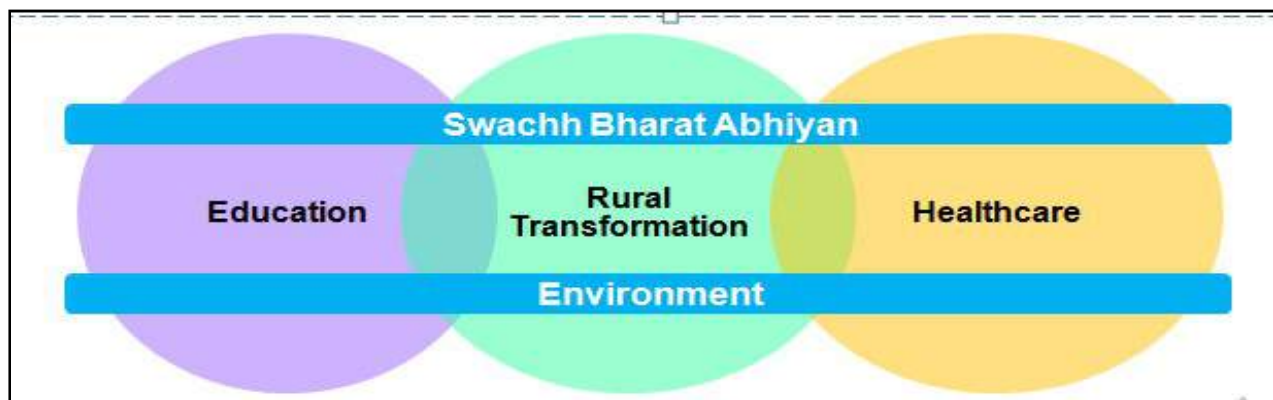 Swachh Bharat Abhiyan
Education
Rural
Transformation
Healthcare
Environment